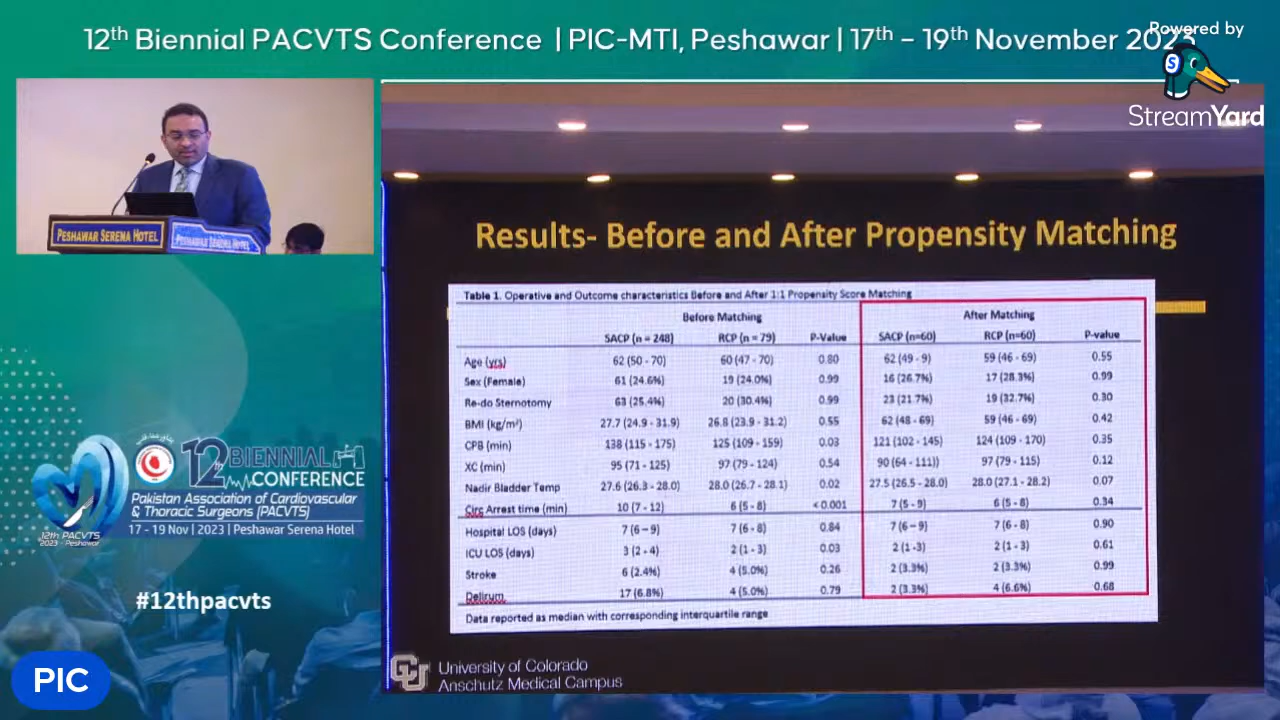 12th Biennial PACVTS Conference | PIC-MTI, Peshawar | 17th – 19th November 2023
Powered by
StreamYard
PESHAWAR SERENA HOTEL
PESHAWAR SERENA HOTEL
Results- Before and After Propensity Matching
Table 1. Operative and Outcome characteristics Before and After 1:1 Propensity Score Matching
Before Matching After Matching
SACP (n = 248) RCP (n = 79) P-Value SACP (n=60) RCP (n=60) P-value
Age (yrs) 62 (50 - 70) 60 (47 - 70) 0.80 62 (49 - 9) 59 (46 - 69) 0.55
Sex (Female) 61 (24.6%) 19 (24.0%) 0.99 16 (26.7%) 17 (28.3%) 0.99
Re-do Sternotomy 63 (25.4%) 20 (30.4%) 0.99 23 (21.7%) 19 (32.7%) 0.30
BMI (kg/m²) 27.7 (24.9 - 31.9) 26.8 (23.9 - 31.2) 0.55 62 (48 - 69) 59 (46 - 69) 0.42
CPB (min) 138 (115 - 175) 125 (109 - 159) 0.03 121 (102 - 145) 124 (109 - 170) 0.35
XC (min) 95 (71 - 125) 97 (79 - 124) 0.54 90 (64 - 111)) 97 (79 - 115) 0.12
Nadir Bladder Temp 27.6 (26.3 - 28.0) 28.0 (26.7 - 28.1) 0.02 27.5 (26.5 - 28.0) 28.0 (27.1 - 28.2) 0.07
Circ Arrest time (min) 10 (7 - 12) 6 (5 - 8) < 0.001 7 (5 - 9) 6 (5 - 8) 0.34
Hospital LOS (days) 7 (6 – 9) 7 (6 - 8) 0.84 7 (6 – 9) 7 (6 - 8) 0.90
ICU LOS (days) 3 (2 - 4) 2 (1 - 3) 0.03 2 (1 -3) 2 (1 - 3) 0.61
Stroke 6 (2.4%) 4 (5.0%) 0.26 2 (3.3%) 2 (3.3%) 0.99
Delirum 17 (6.8%) 4 (5.0%) 0.79 2 (3.3%) 4 (6.6%) 0.68
Data reported as median with corresponding interquartile range
University of Colorado
Anschutz Medical Campus
12th BIENNIAL
CONFERENCE
Pakistan Association of Cardiovascular
& Thoracic Surgeons (PACVTS)
17 - 19 Nov | 2023 | Peshawar Serena Hotel
12th PACVTS
2023 - Peshawar
#12thpacvts
PIC